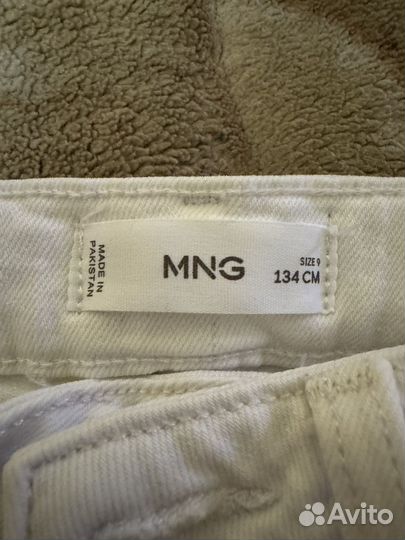 MADE IN
PAKISTAN
MNG
SIZE 9
134 CM
Avito